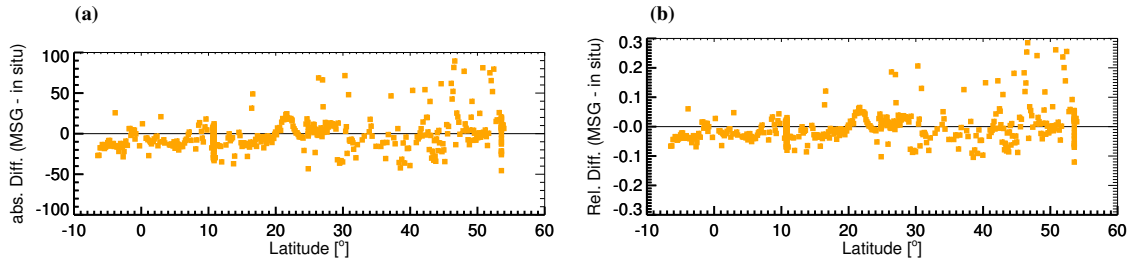 (a)
abs. Diff. (MSG - in situ)
100
50
0
-50
-100
-10 0 10 20 30 40 50 60
Latitude [°]
(b)
Rel. Diff. (MSG - in situ)
0.3
0.2
0.1
-0.0
-0.1
-0.2
-0.3
-10 0 10 20 30 40 50 60
Latitude [°]